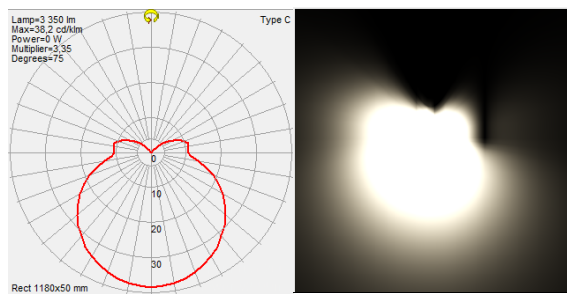 Lamp=3 350 lm
Type C
Max=38,2 cd/klm
Power=0 W
Multiplier=3,35
Degrees=75
0
10
20
30
Rect 1180x50 mm